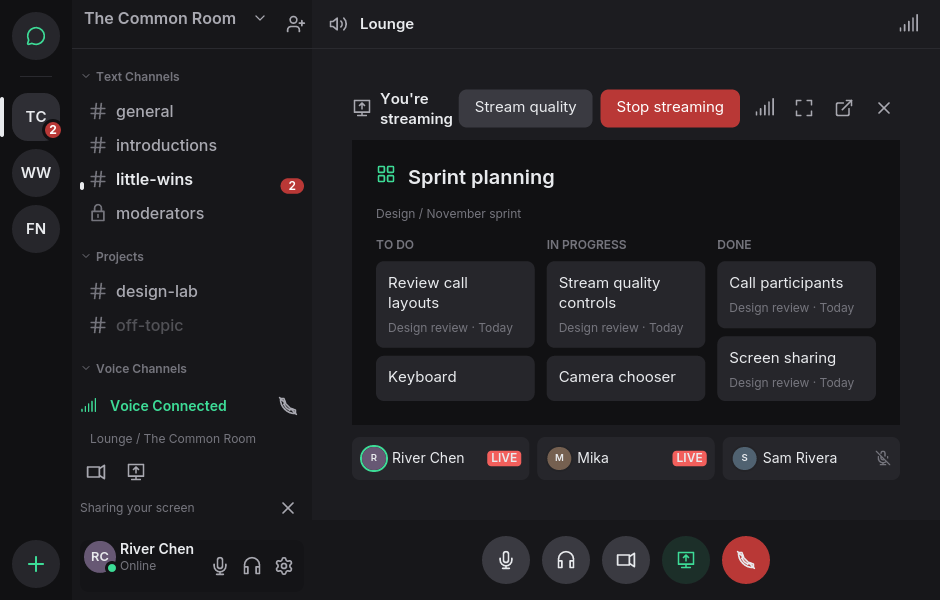 The Common Room
TC
2
WW
FN
Text Channels
general
introductions
little-wins
2
moderators
Projects
design-lab
off-topic
Voice Channels
Voice Connected
Lounge / The Common Room
Sharing your screen
RC
River Chen
Online
Lounge
You're
streaming
Stream quality
Stop streaming
Sprint planning
Design / November sprint
TO DO
Review call
layouts
Design review · Today
Keyboard
IN PROGRESS
Stream quality
controls
Design review · Today
Camera chooser
DONE
Call participants
Design review · Today
Screen sharing
Design review · Today
R
River Chen
LIVE
M
Mika
LIVE
S
Sam Rivera